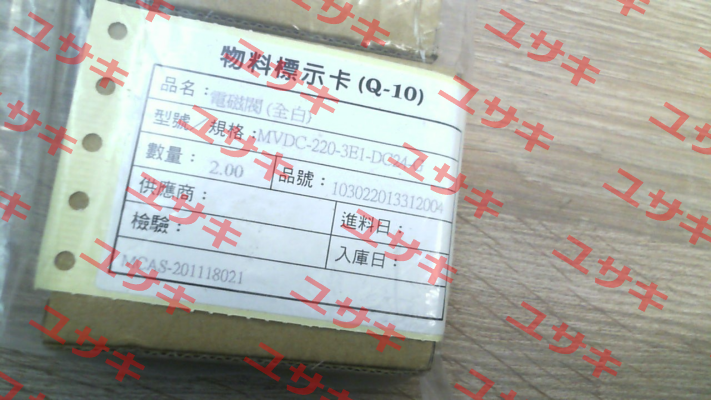 物料標示卡(Q-10)
品名：電磁閥(全白)
型號／規格：MVDC-220-3E1-DC24-G
數量： 2.00 品號：103022013312004
供應商： 進料日：
檢驗： 入庫日：
MCAS-201118021
ユサキ